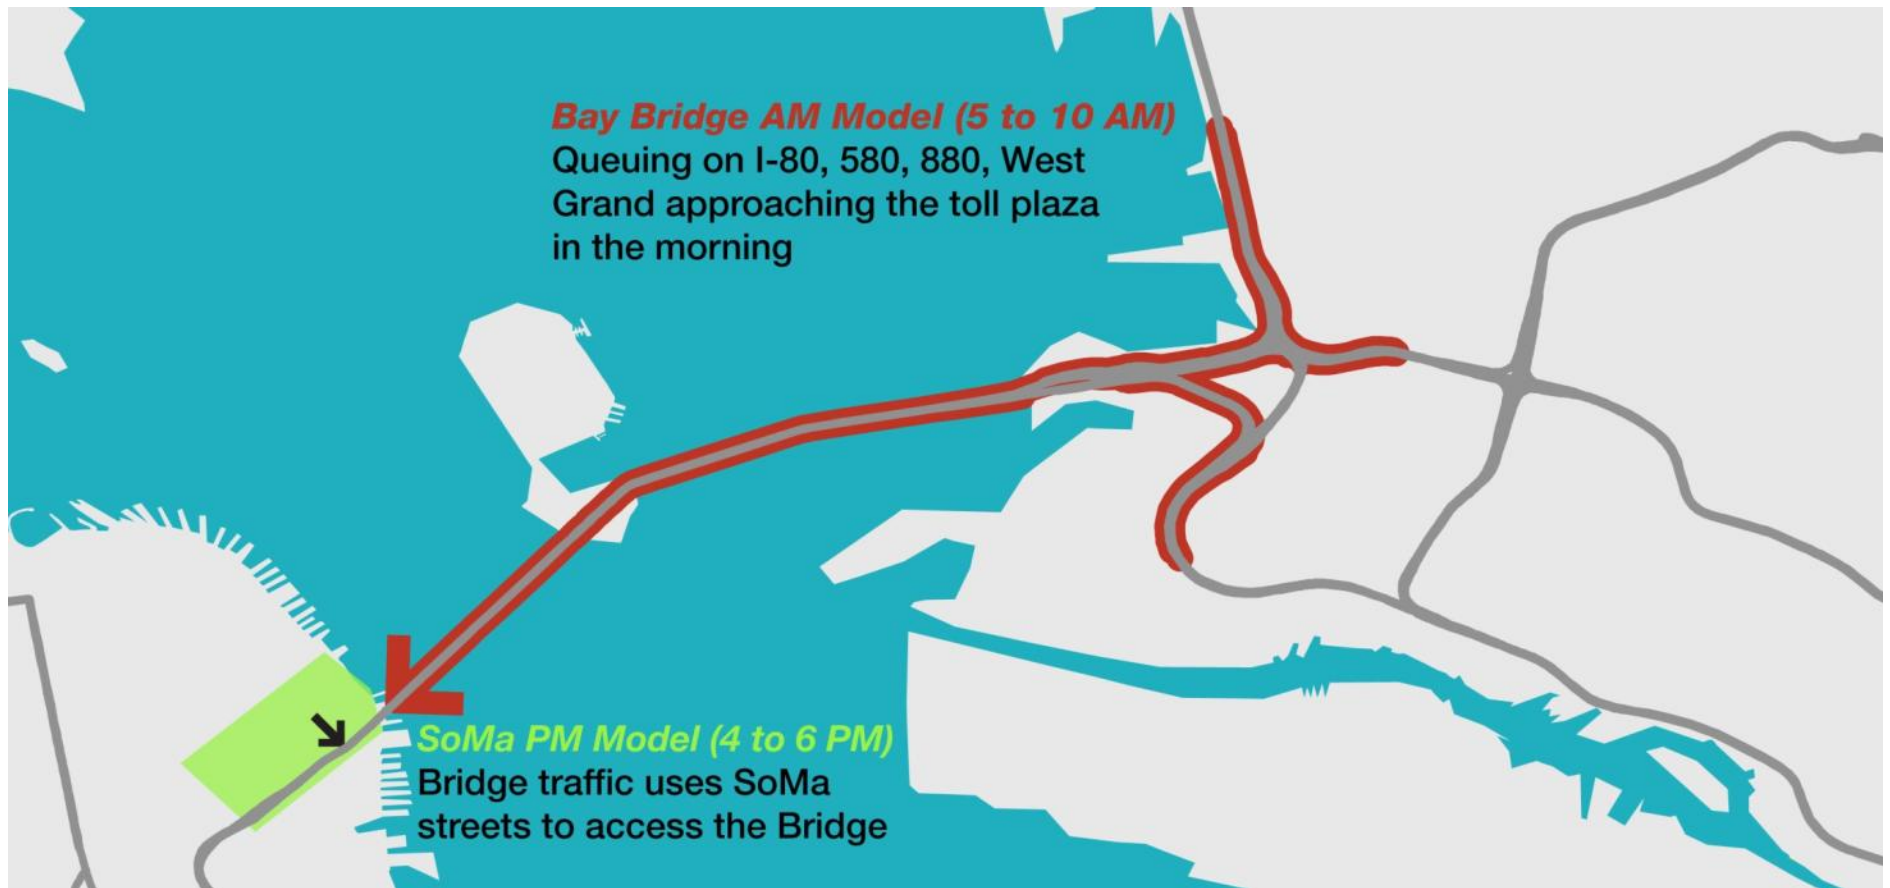 Bay Bridge AM Model (5 to 10 AM)
Queuing on I-80, 580, 880, West
Grand approaching the toll plaza
in the morning
SoMa PM Model (4 to 6 PM)
Bridge traffic uses SoMa
streets to access the Bridge